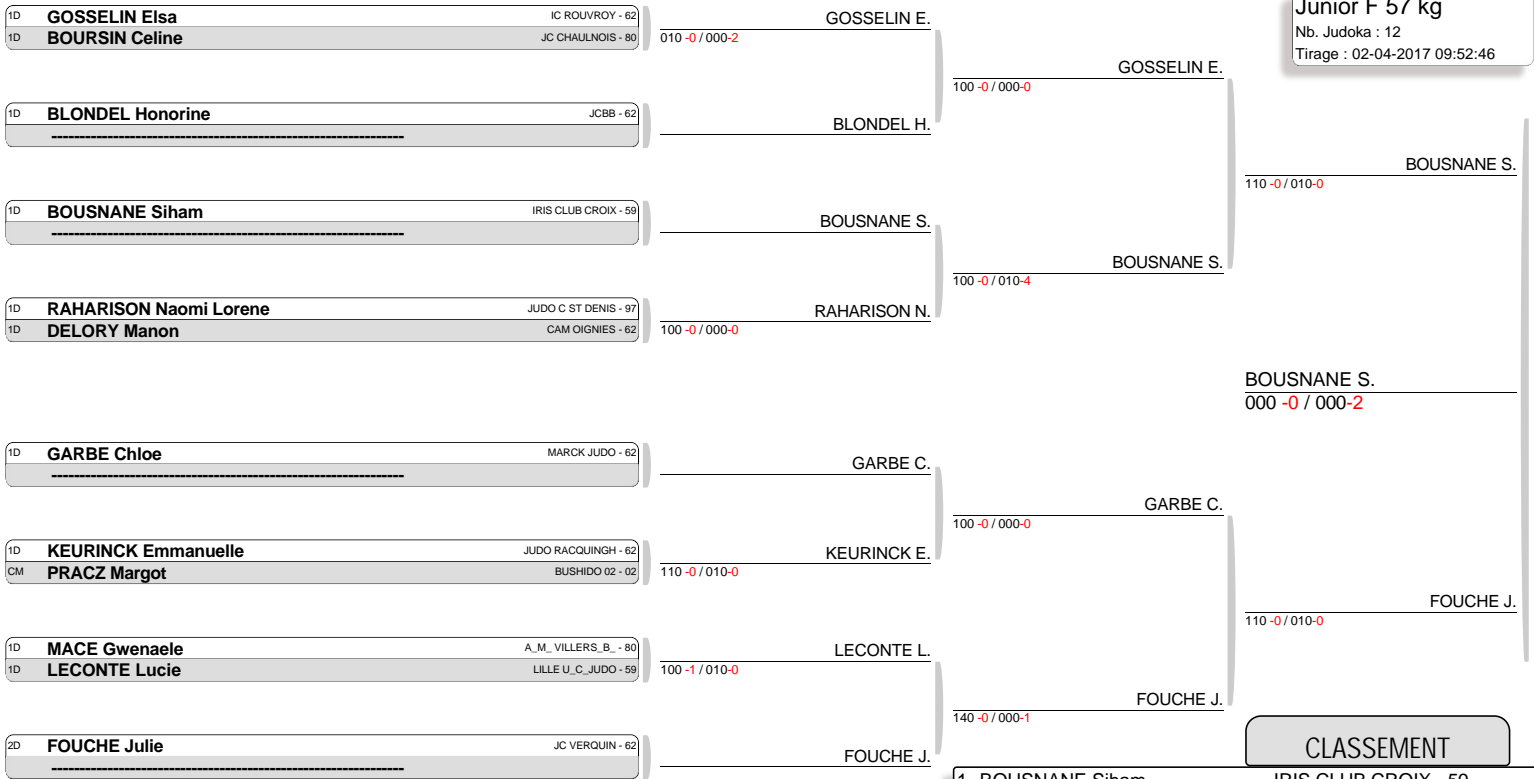 Junior F 57 kg
Nb. Judoka : 12
Tirage : 02-04-2017 09:52:46
1D GOSSELIN Elsa IC ROUVROY - 62
1D BOURSIN Celine JC CHAULNOIS - 80
1D BLONDEL Honorine JCBB - 62
------------------------------------------------------------------
1D BOUSNANE Siham IRIS CLUB CROIX - 59
------------------------------------------------------------------
1D RAHARISON Naomi Lorene JUDO C ST DENIS - 97
1D DELORY Manon CAM OIGNIES - 62
1D GARBE Chloe MARCK JUDO - 62
------------------------------------------------------------------
1D KEURINCK Emmanuelle JUDO RACQUINGH - 62
CM PRACZ Margot BUSHIDO 02 - 02
1D MACE Gwenaele A_M_ VILLERS_B_ - 80
1D LECONTE Lucie LILLE U_C_JUDO - 59
2D FOUCHE Julie JC VERQUIN - 62
------------------------------------------------------------------
GOSSELIN E.
010 -0 / 000-2
BLONDEL H.
BOUSNANE S.
RAHARISON N.
100 -0 / 000-0
GARBE C.
KEURINCK E.
110 -0 / 010-0
LECONTE L.
100 -1 / 010-0
FOUCHE J.
GOSSELIN E.
100 -0 / 000-0
BOUSNANE S.
100 -0 / 010-4
GARBE C.
100 -0 / 000-0
FOUCHE J.
140 -0 / 000-1
BOUSNANE S.
110 -0 / 010-0
FOUCHE J.
110 -0 / 010-0
BOUSNANE S.
000 -0 / 000-2
CLASSEMENT
1 BOUSNANE Siham IRIS CLUB CROIX - 59